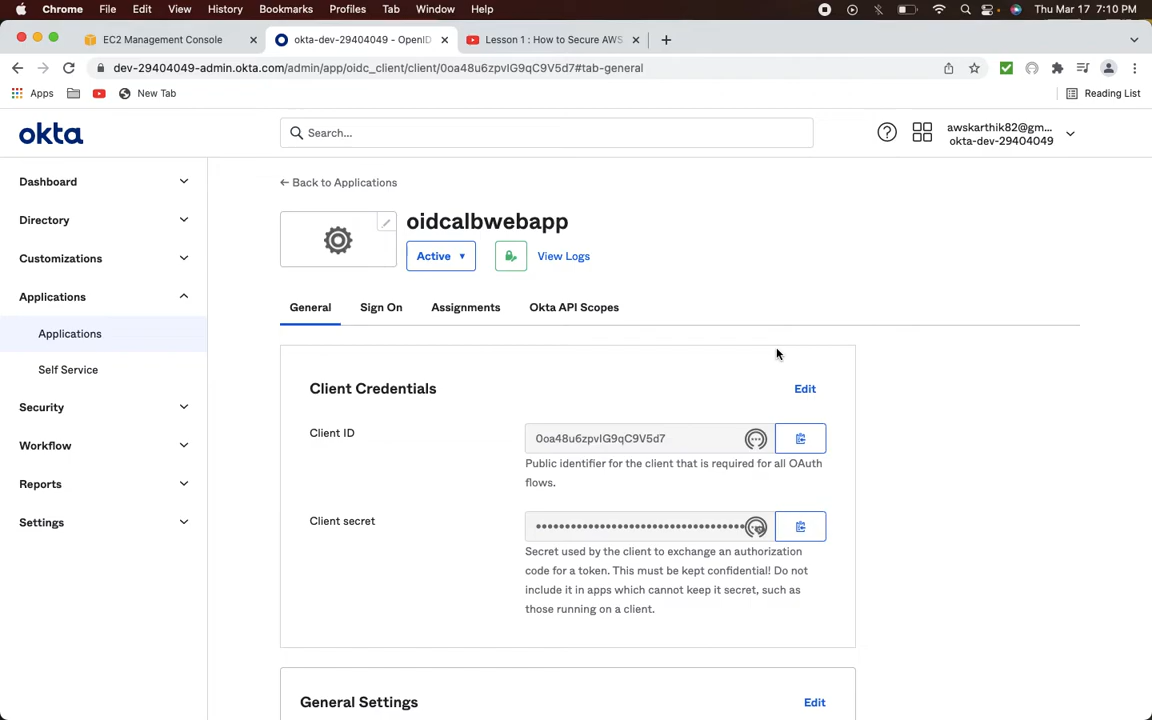 Chrome File Edit View History Bookmarks Profiles Tab Window Help Thu Mar 17 7:10 PM
EC2 Management Console
okta-dev-29404049 - OpenID
Lesson 1 : How to Secure AWS
dev-29404049-admin.okta.com/admin/app/oidc_client/client/0oa48u6zpvIG9qC9V5d7#tab-general
Apps New Tab Reading List
okta
Search...
awskarthik82@gm...
okta-dev-29404049
Dashboard
Directory
Customizations
Applications
Applications
Self Service
Security
Workflow
Reports
Settings
← Back to Applications
oidcalbwebapp
Active
View Logs
General Sign On Assignments Okta API Scopes
Client Credentials Edit
Client ID 0oa48u6zpvIG9qC9V5d7
Public identifier for the client that is required for all OAuth
flows.
Client secret ••••••••••••••••••••••••••••••••••••
Secret used by the client to exchange an authorization
code for a token. This must be kept confidential! Do not
include it in apps which cannot keep it secret, such as
those running on a client.
General Settings Edit